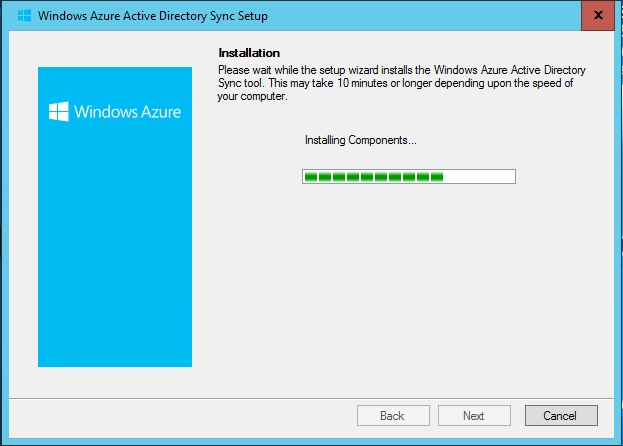 Windows Azure Active Directory Sync Setup
x
Installation
Please wait while the setup wizard installs the Windows Azure Active Directory
Sync tool. This may take 10 minutes or longer depending upon the speed of
your computer.
Windows Azure
Installing Components...
Back
Next
Cancel